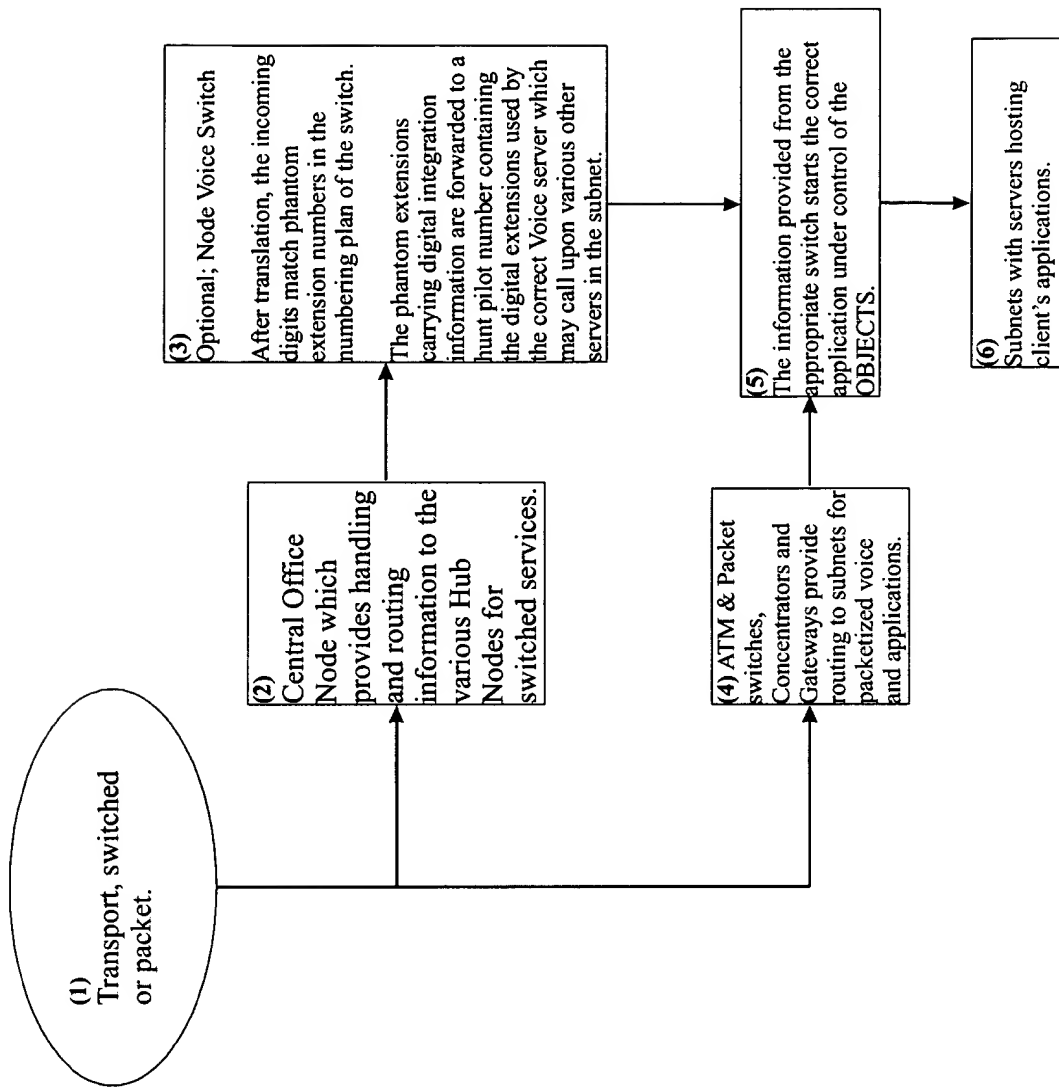 (1)
Transport, switched
or packet.
(2)
Central Office
Node which
provides handling
and routing
information to the
various Hub
Nodes for
switched services.
(3)
Optional; Node Voice Switch
After translation, the incoming
digits match phantom
extension numbers in the
numbering plan of the switch.
The phantom extensions
carrying digital integration
information are forwarded to a
hunt pilot number containing
the digital extensions used by
the correct Voice server which
may call upon various other
servers in the subnet.
(4) ATM & Packet
switches,
Concentrators and
Gateways provide
routing to subnets for
packetized voice
and applications.
(5)
The information provided from the
appropriate switch starts the correct
application under control of the
OBJECTS.
(6)
Subnets with servers hosting
client's applications.